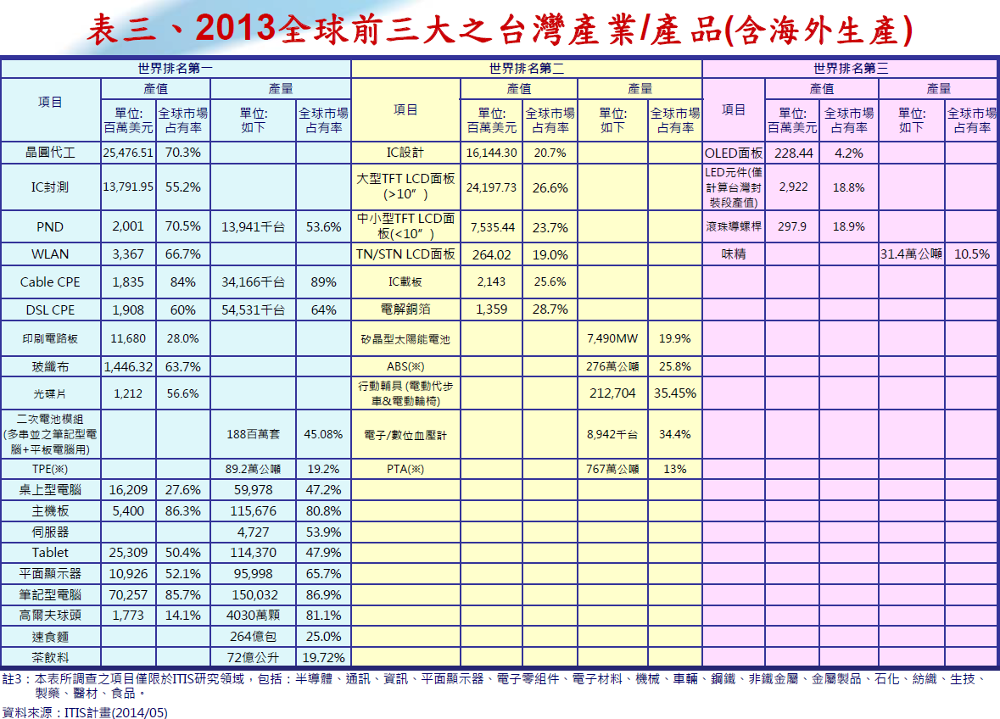 表三、2013全球前三大之台灣產業/產品(含海外生產)
世界排名第一 世界排名第二 世界排名第三
項目 產值 產量 項目 產值 產量 項目 產值 產量
單位:百萬美元 全球市場占有率 單位:如下 全球市場占有率 單位:百萬美元 全球市場占有率 單位:如下 全球市場占有率 單位:百萬美元 全球市場占有率 單位:如下 全球市場占有率
晶圓代工 25,476.51 70.3% IC設計 16,144.30 20.7% OLED面板 228.44 4.2%
IC封測 13,791.95 55.2% 大型TFT LCD面板(>10”) 24,197.73 26.6% LED元件(僅計算台灣封裝段產值) 2,922 18.8%
PND 2,001 70.5% 13,941千台 53.6% 中小型TFT LCD面板(<10”) 7,535.44 23.7% 滾珠導螺桿 297.9 18.9%
WLAN 3,367 66.7% TN/STN LCD面板 264.02 19.0% 味精 31.4萬公噸 10.5%
Cable CPE 1,835 84% 34,166千台 89% IC載板 2,143 25.6%
DSL CPE 1,908 60% 54,531千台 64% 電解銅箔 1,359 28.7%
印刷電路板 11,680 28.0% 矽晶型太陽能電池 7,490MW 19.9%
玻纖布 1,446.32 63.7% ABS(※) 276萬公噸 25.8%
光碟片 1,212 56.6% 行動輔具 (電動代步車&電動輪椅) 212,704 35.45%
二次電池模組(多串並之筆記型電腦+平板電腦用) 188百萬套 45.08% 電子/數位血壓計 8,942千台 34.4%
TPE(※) 89.2萬公噸 19.2% PTA(※) 767萬公噸 13%
桌上型電腦 16,209 27.6% 59,978 47.2%
主機板 5,400 86.3% 115,676 80.8%
伺服器 4,727 53.9%
Tablet 25,309 50.4% 114,370 47.9%
平面顯示器 10,926 52.1% 95,998 65.7%
筆記型電腦 70,257 85.7% 150,032 86.9%
高爾夫球頭 1,773 14.1% 4030萬顆 81.1%
速食麵 264億包 25.0%
茶飲料 72億公升 19.72%
註3：本表所調查之項目僅限於ITIS研究領域，包括：半導體、通訊、資訊、平面顯示器、電子零組件、電子材料、機械、車輛、鋼鐵、非鐵金屬、金屬製品、石化、紡織、生技、
製藥、醫材、食品。
資料來源：ITIS計畫(2014/05)